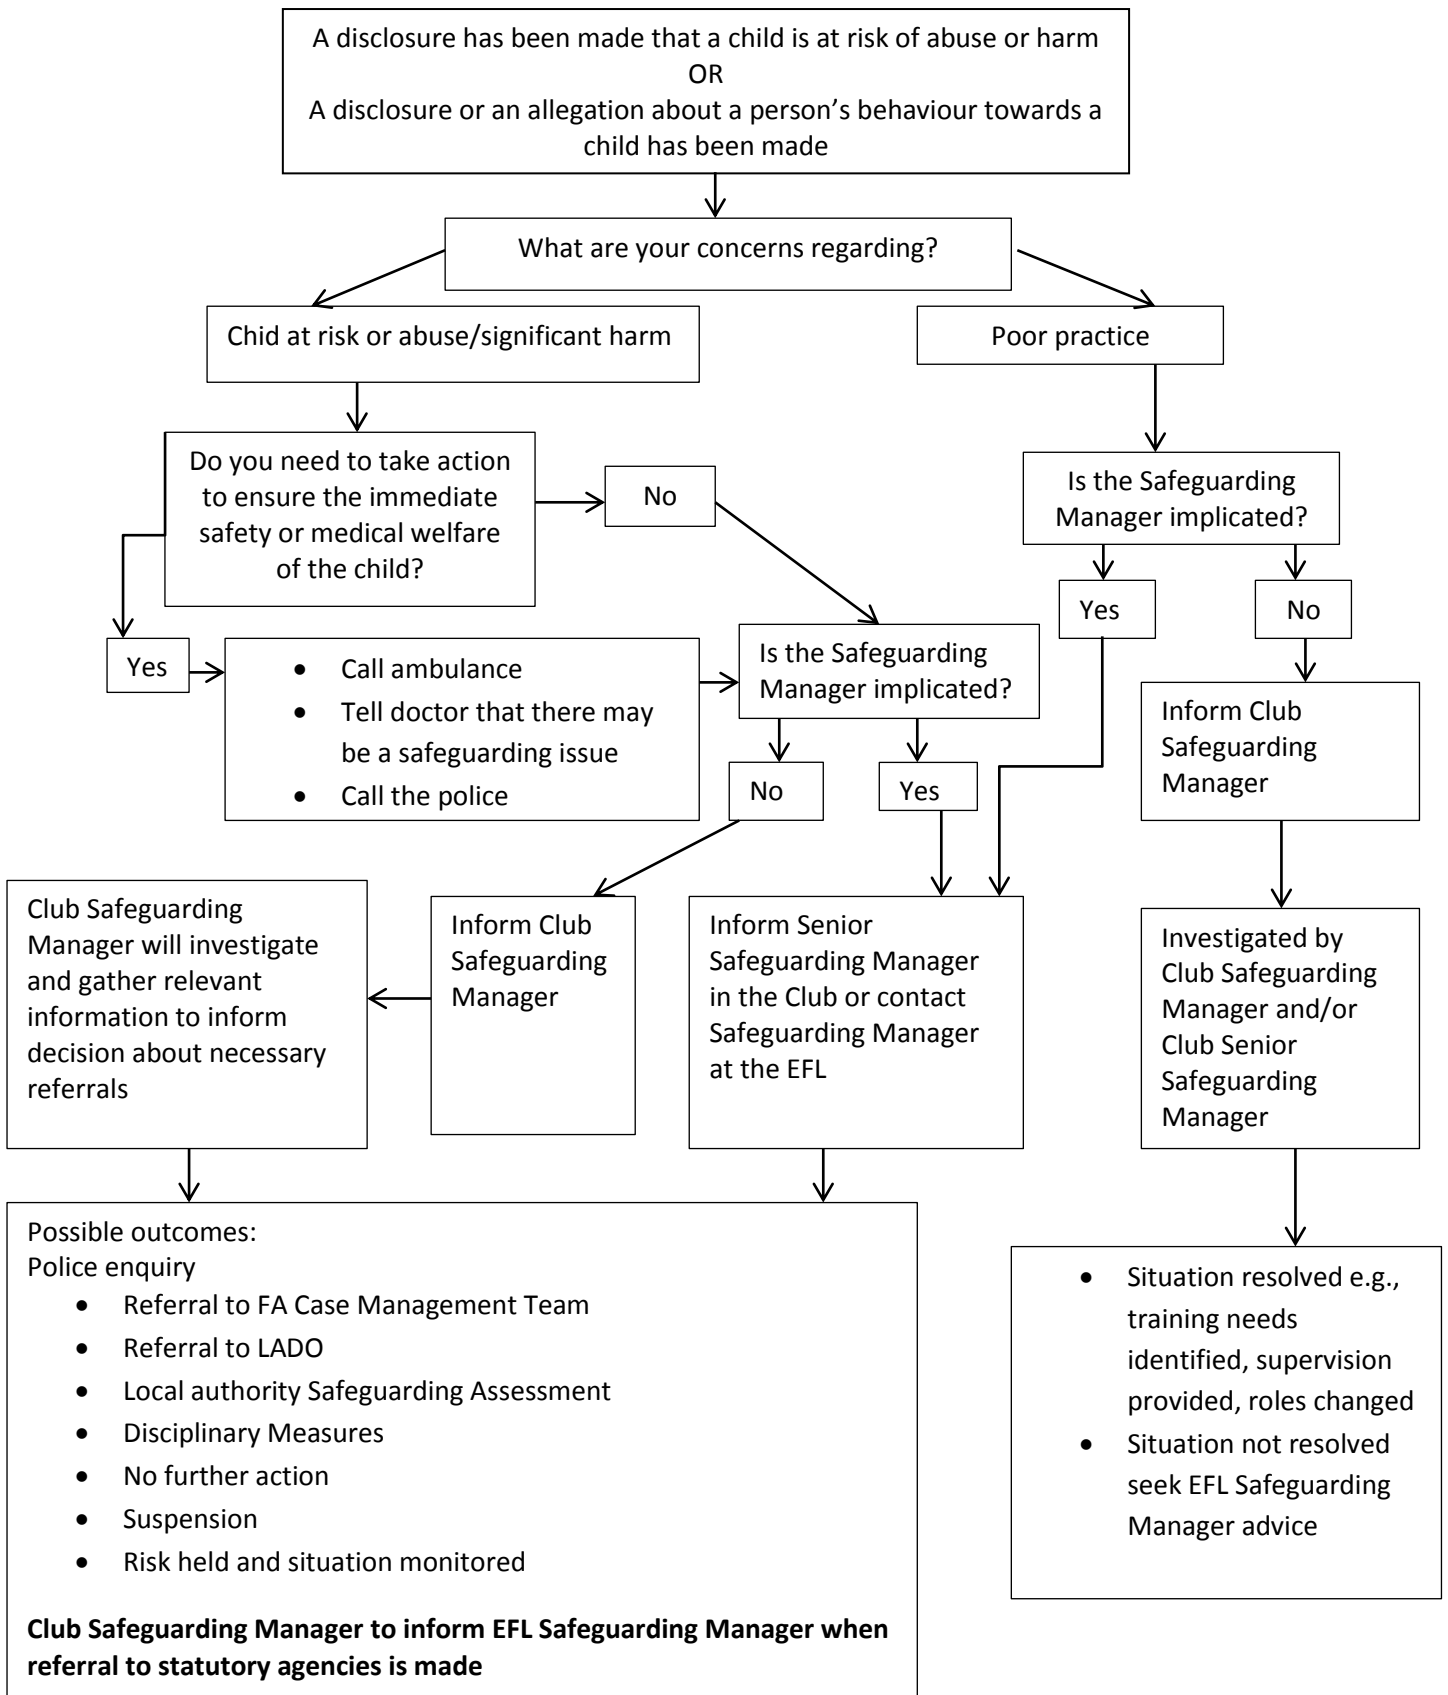 A disclosure has been made that a child is at risk of abuse or harm
OR
A disclosure or an allegation about a person's behaviour towards a
child has been made
What are your concerns regarding?
Chid at risk or abuse/significant harm
Poor practice
Do you need to take action
to ensure the immediate
safety or medical welfare
of the child?
No
Is the Safeguarding
Manager implicated?
Yes
No
Yes
• Call ambulance
• Tell doctor that there may
be a safeguarding issue
• Call the police
Is the Safeguarding
Manager implicated?
No
Yes
Inform Club
Safeguarding
Manager
Club Safeguarding
Manager will investigate
and gather relevant
information to inform
decision about necessary
referrals
Inform Club
Safeguarding
Manager
Inform Senior
Safeguarding Manager
in the Club or contact
Safeguarding Manager
at the EFL
Investigated by
Club Safeguarding
Manager and/or
Club Senior
Safeguarding
Manager
Possible outcomes:
Police enquiry
• Referral to FA Case Management Team
• Referral to LADO
• Local authority Safeguarding Assessment
• Disciplinary Measures
• No further action
• Suspension
• Risk held and situation monitored
Club Safeguarding Manager to inform EFL Safeguarding Manager when
referral to statutory agencies is made
• Situation resolved e.g.,
training needs
identified, supervision
provided, roles changed
• Situation not resolved
seek EFL Safeguarding
Manager advice